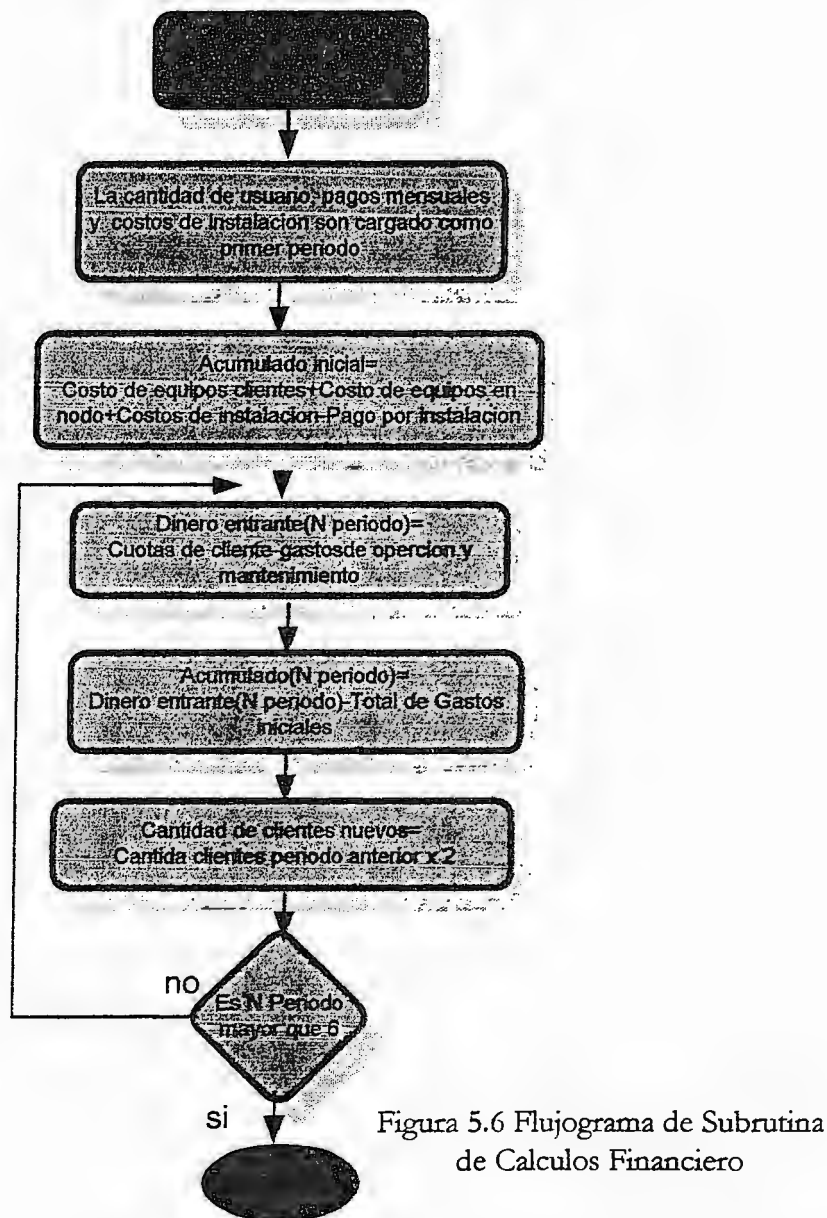 La cantidad de usuario, pagos mensuales
y costos de Instalacion son cargado como
primer periodo
Acumulado inicial=
Costo de equipos clientes+Costo de equipos en
nodo+Costos de instalacion-Pago por Instalacion
Dinero entrante(N periodo)=
Cuotas de cliente-gastosde opercion y
mantenimiento
Acumulado(N periodo)=
Dinero entrante(N periodo)-Total de Gastos
iniciales
Cantidad de clientes nuevos=
Cantida clientes periodo anterior x 2
no
Es N Periodo
mayor que 6
si
Figura 5.6 Flujograma de Subrutina
de Calculos Financiero